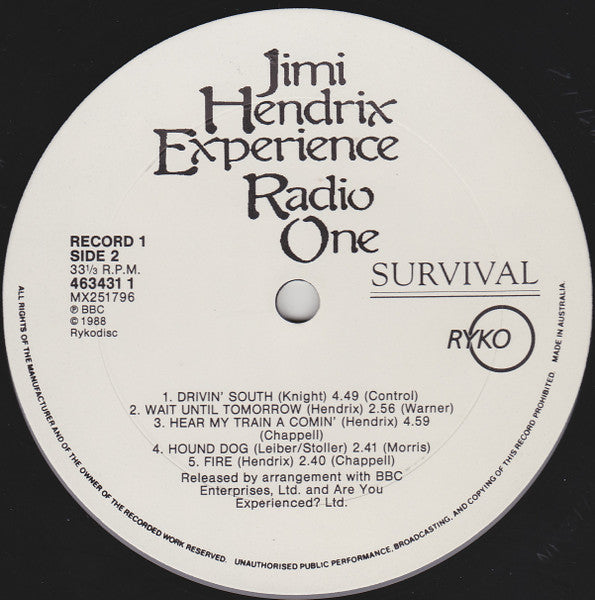 Jimi
Hendrix
Experience
Radio
One
RECORD 1
SIDE 2
33⅓ R.P.M.
463431 1
MX251796
℗ BBC
© 1988
Rykodisc
SURVIVAL
RYKO
1. DRIVIN' SOUTH (Knight) 4.49 (Control)
2. WAIT UNTIL TOMORROW (Hendrix) 2.56 (Warner)
3. HEAR MY TRAIN A COMIN' (Hendrix) 4.59
(Chappell)
4. HOUND DOG (Leiber/Stoller) 2.41 (Morris)
5. FIRE (Hendrix) 2.40 (Chappell)
Released by arrangement with BBC
Enterprises, Ltd. and Are You
Experienced? Ltd.
ALL RIGHTS OF THE MANUFACTURER AND OF THE OWNER OF THE RECORDED WORK RESERVED. UNAUTHORISED PUBLIC PERFORMANCE, BROADCASTING, AND COPYING OF THIS RECORD PROHIBITED. MADE IN AUSTRALIA